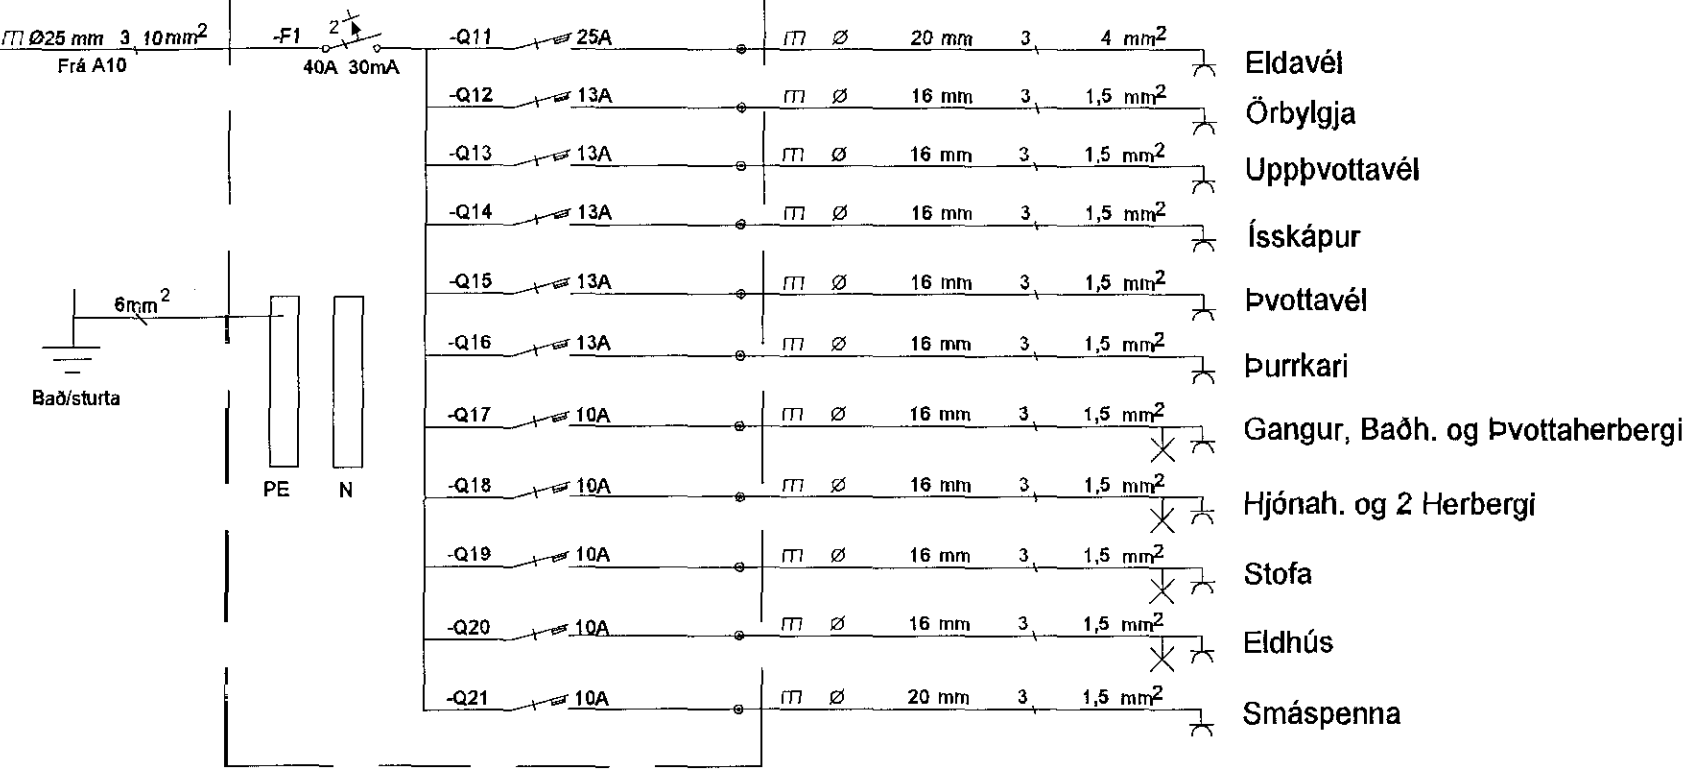 Ø25 mm 3 10mm²
Frá A10
-F1
2
40A 30mA
-Q11 25A Ø 20 mm 3 4 mm²
Eldavél
-Q12 13A Ø 16 mm 3 1,5 mm²
Örbylgja
-Q13 13A Ø 16 mm 3 1,5 mm²
Uppþvottavél
-Q14 13A Ø 16 mm 3 1,5 mm²
Ísskápur
-Q15 13A Ø 16 mm 3 1,5 mm²
Þvottavél
-Q16 13A Ø 16 mm 3 1,5 mm²
Þurrkari
-Q17 10A Ø 16 mm 3 1,5 mm²
Gangur, Baðh. og Þvottaherbergi
-Q18 10A Ø 16 mm 3 1,5 mm²
Hjónah. og 2 Herbergi
-Q19 10A Ø 16 mm 3 1,5 mm²
Stofa
-Q20 10A Ø 16 mm 3 1,5 mm²
Eldhús
-Q21 10A Ø 20 mm 3 1,5 mm²
Smáspenna
6mm²
Bað/sturta
PE N